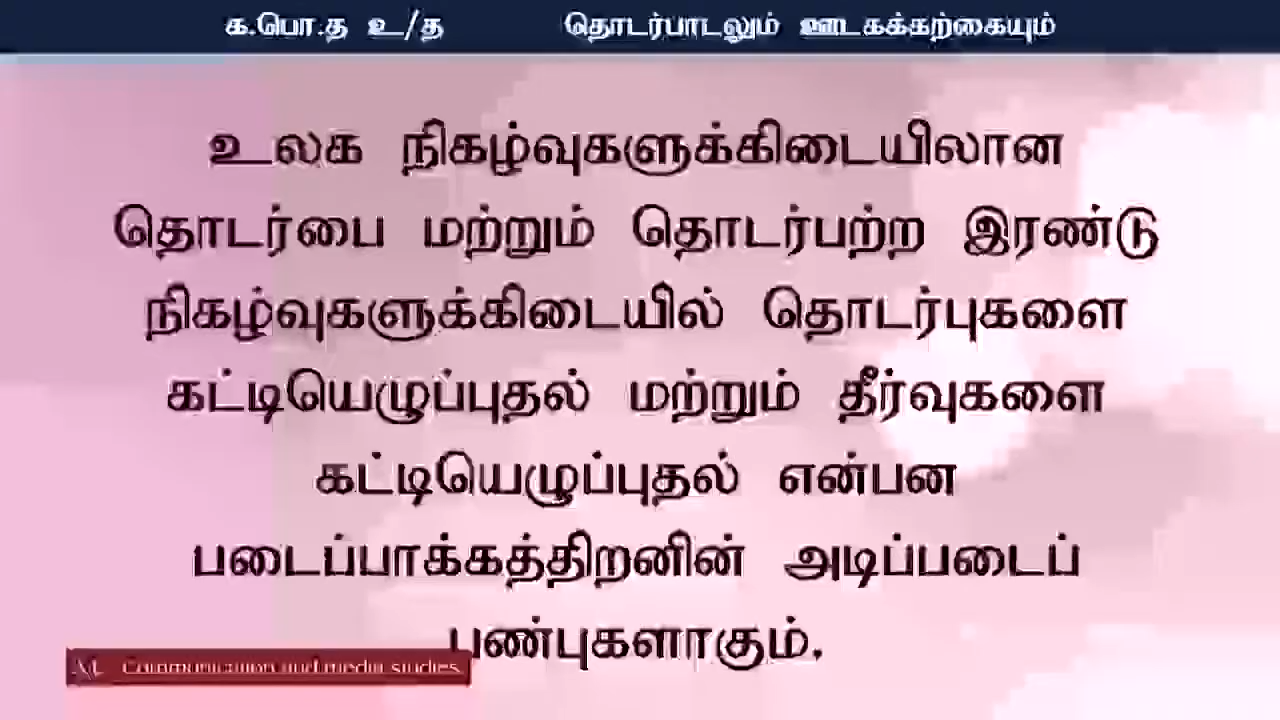 க.பொ.த உ/த தொடர்பாடலும் ஊடகக்கற்கையும்
உலக நிகழ்வுகளுக்கிடையிலான
தொடர்பை மற்றும் தொடர்பற்ற இரண்டு
நிகழ்வுகளுக்கிடையில் தொடர்புகளை
கட்டியெழுப்புதல் மற்றும் தீர்வுகளை
கட்டியெழுப்புதல் என்பன
படைப்பாக்கத்திறனின் அடிப்படைப்
பண்புகளாகும்.
A/L Communication and media studies